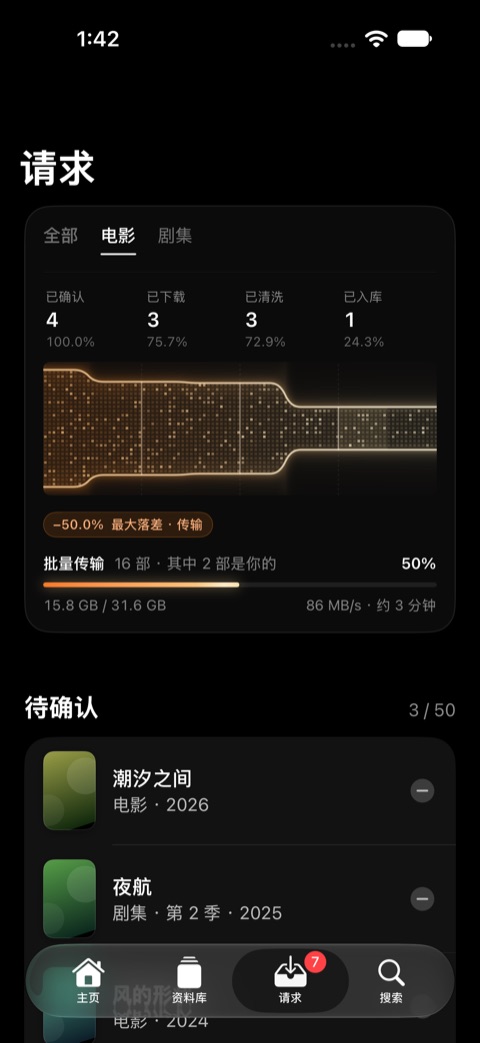 1:42
请求
全部 电影 剧集
已确认 已下载 已清洗 已入库
4 3 3 1
100.0% 75.7% 72.9% 24.3%
−50.0% 最大落差 · 传输
批量传输 16 部 · 其中 2 部是你的 50%
15.8 GB / 31.6 GB 86 MB/s · 约 3 分钟
待确认 3 / 50
潮汐之间
电影 · 2026
夜航
剧集 · 第 2 季 · 2025
风的形
电影 · 2024
7
主页 资料库 请求 搜索